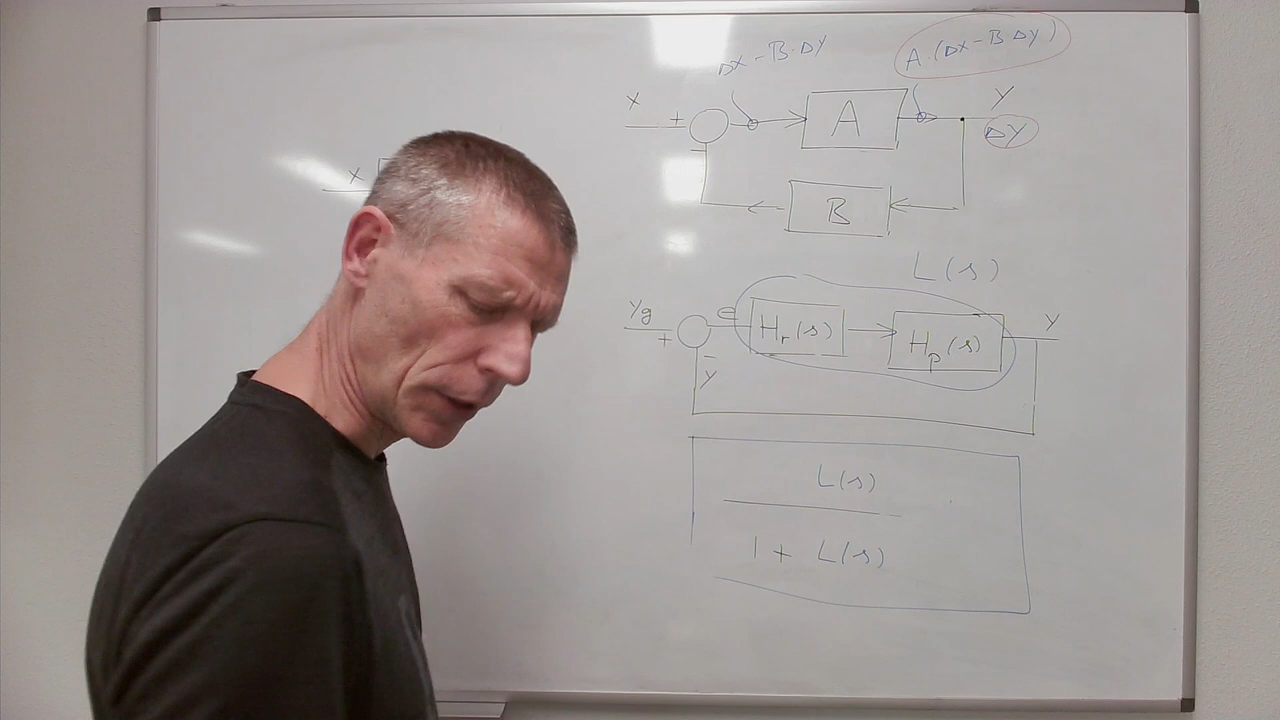 Δx - B·Δy
A·(Δx - B Δy)
x
+
A
y
Δy
-
B
x
L(s)
yg
+
e
Hr(s)
Hp(s)
y
-
y
L(s)
1 + L(s)